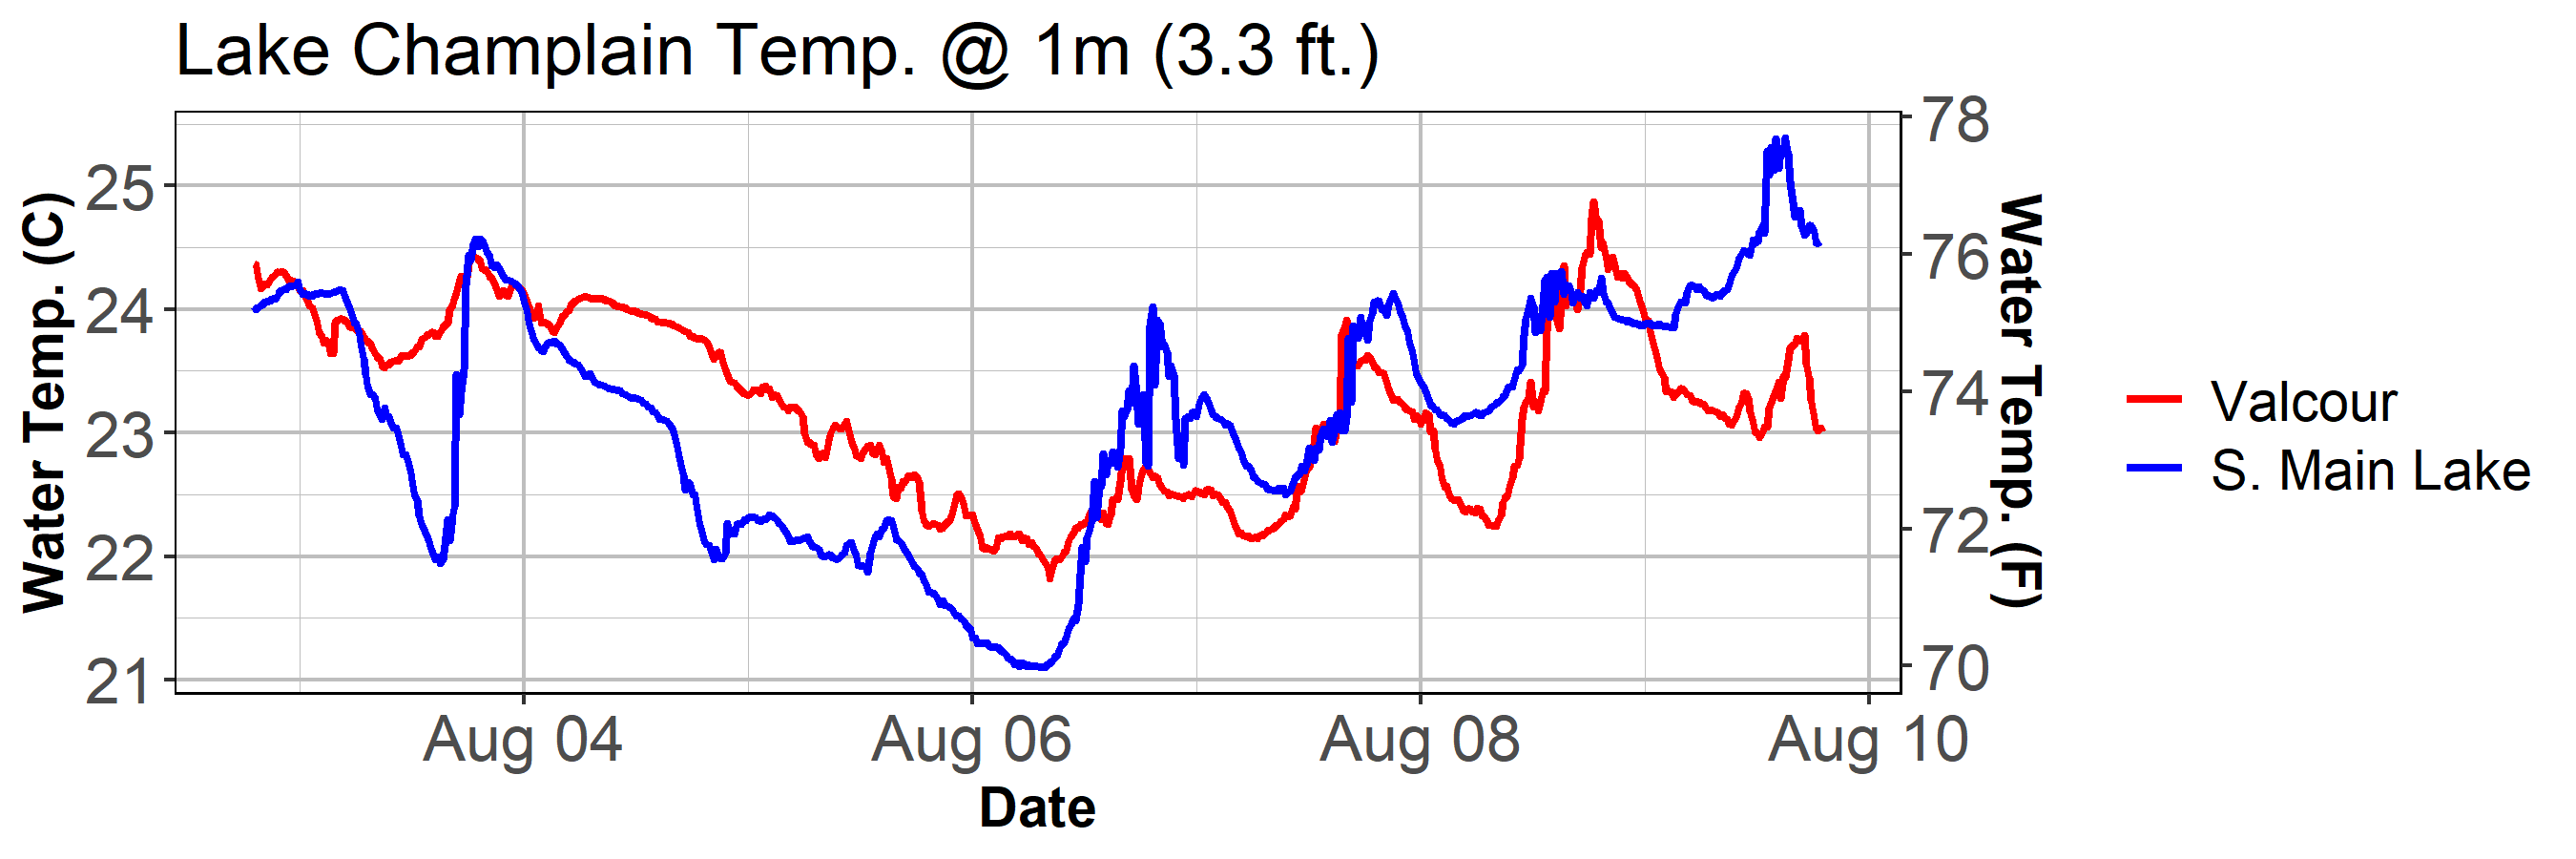 Lake Champlain Temp. @ 1m (3.3 ft.)
Water Temp. (C)
25
24
23
22
21
78
76
74
72
70
Water Temp. (F)
Aug 04
Aug 06
Aug 08
Aug 10
Date
Valcour
S. Main Lake